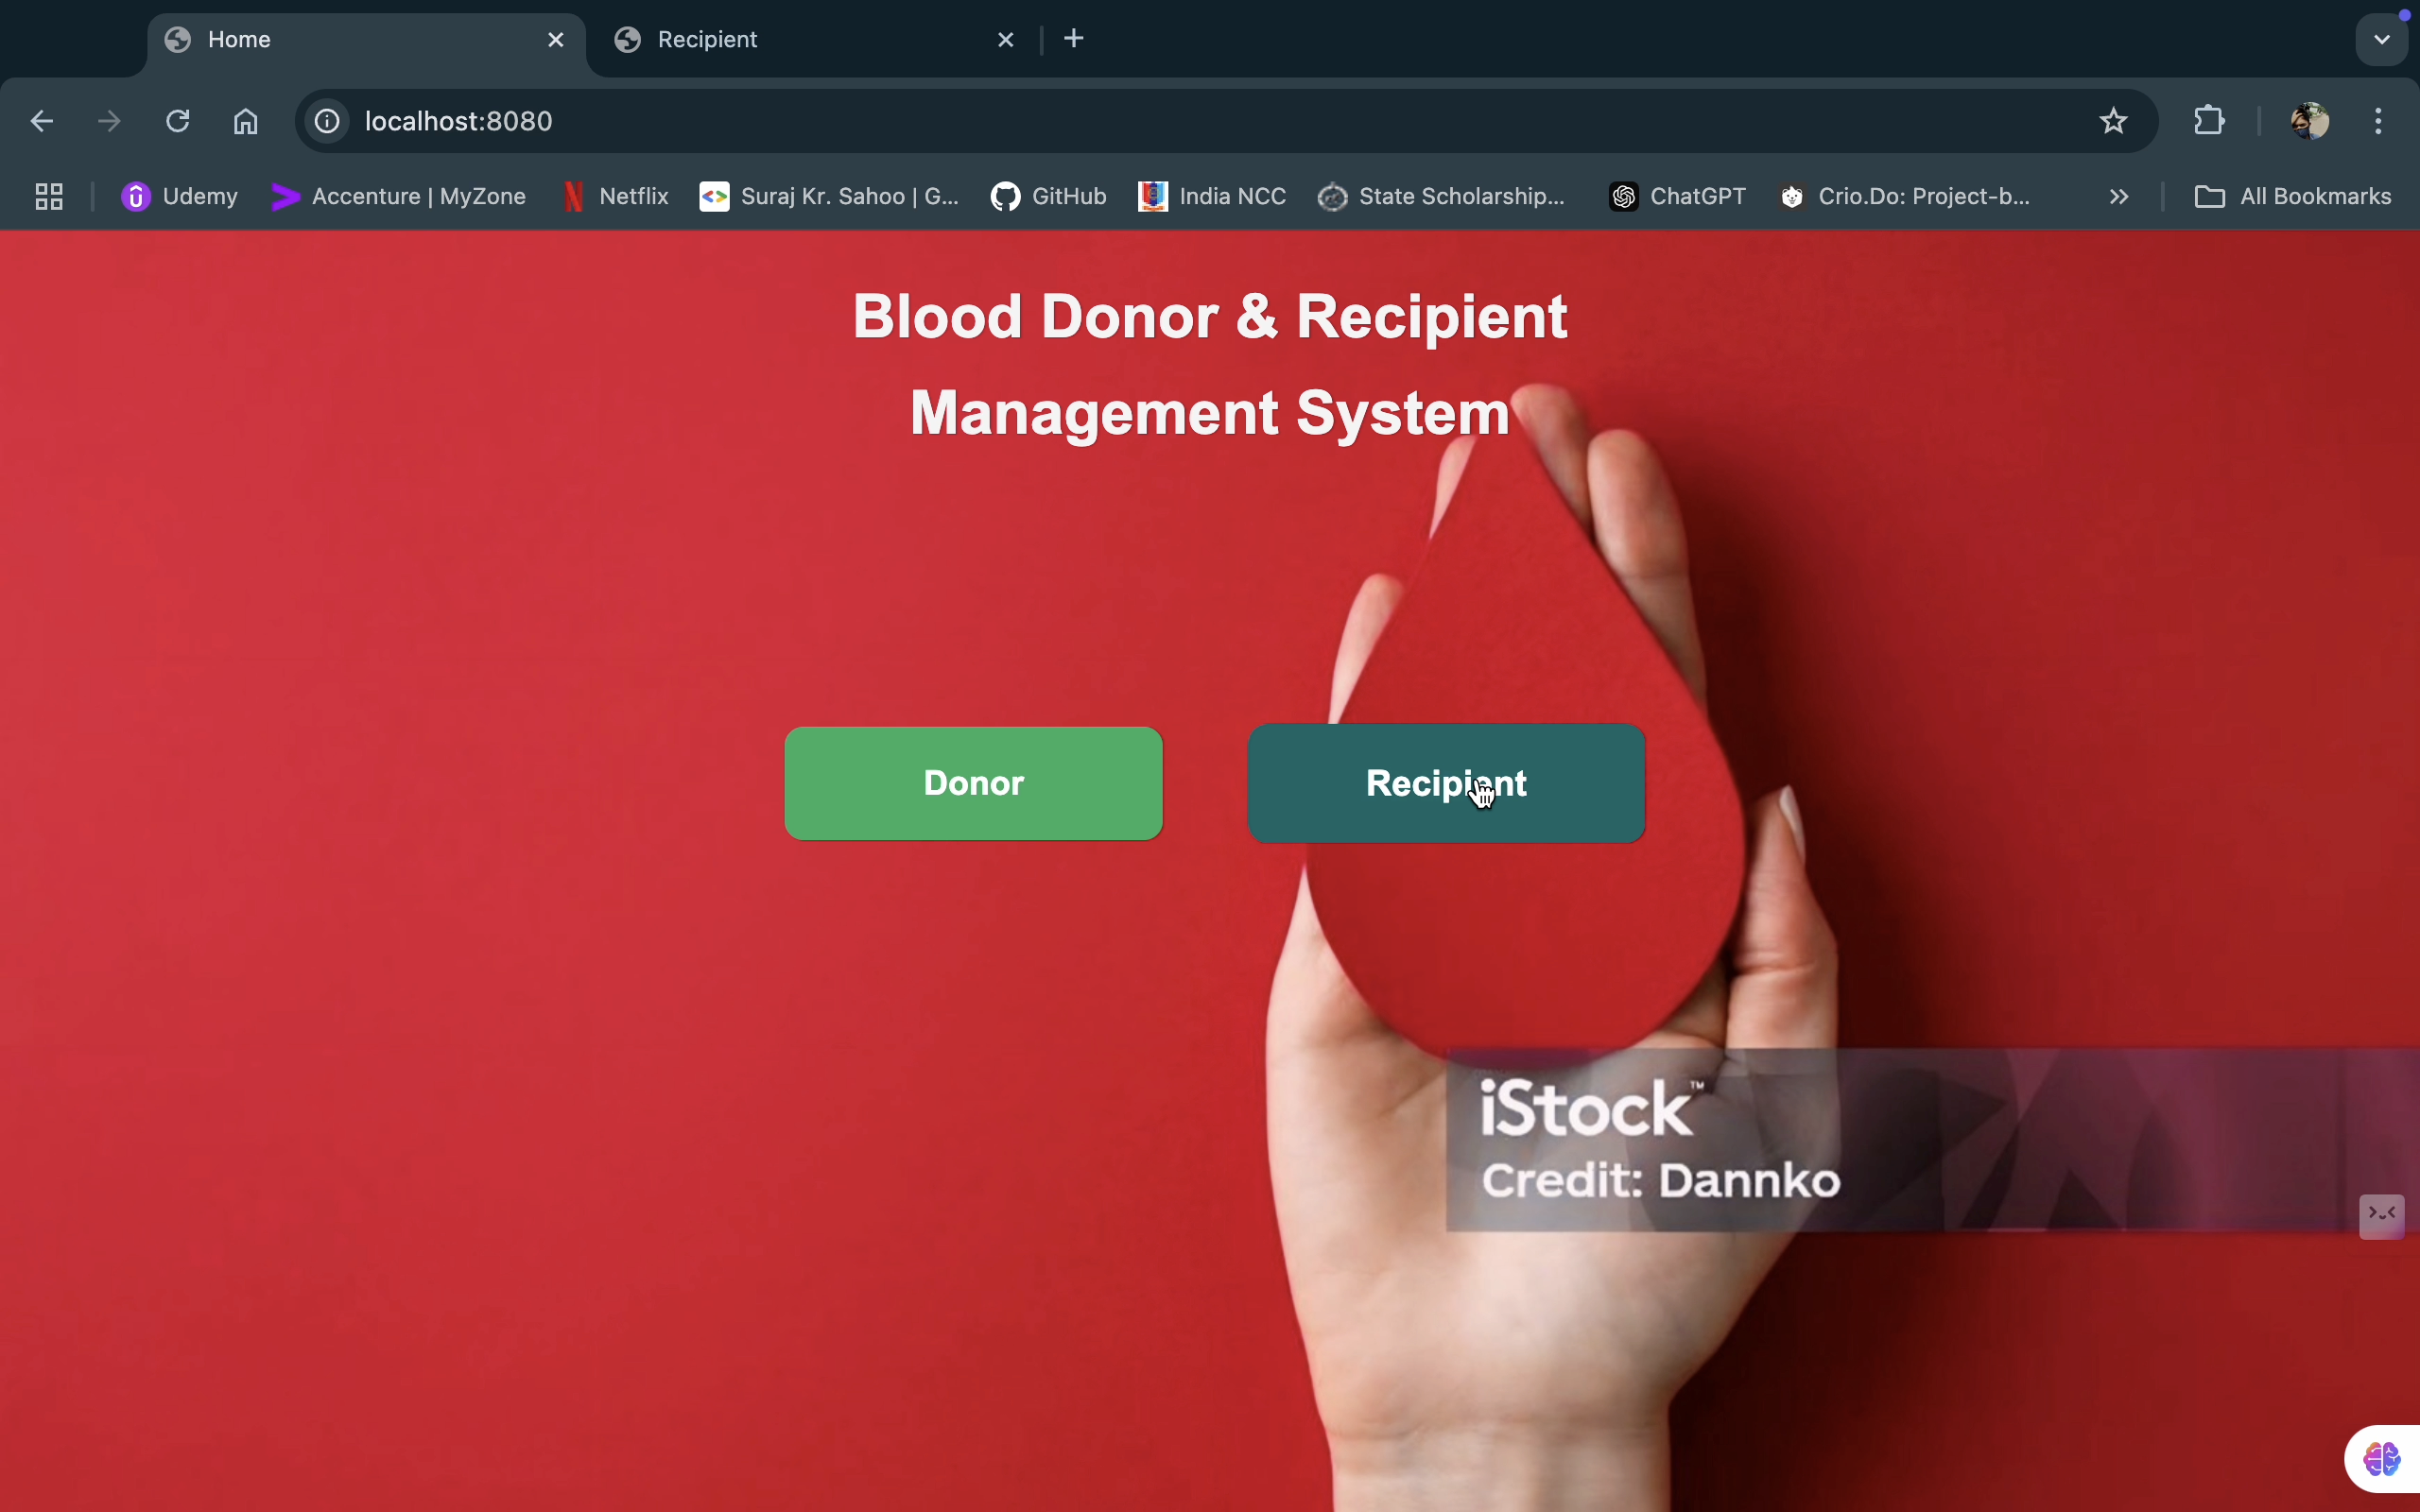 Home
Recipient
localhost:8080
Udemy
Accenture | MyZone
Netflix
Suraj Kr. Sahoo | G...
GitHub
India NCC
State Scholarship...
ChatGPT
Crio.Do: Project-b...
All Bookmarks
Blood Donor & Recipient
Management System
Donor
Recipient
iStock™
Credit: Dannko